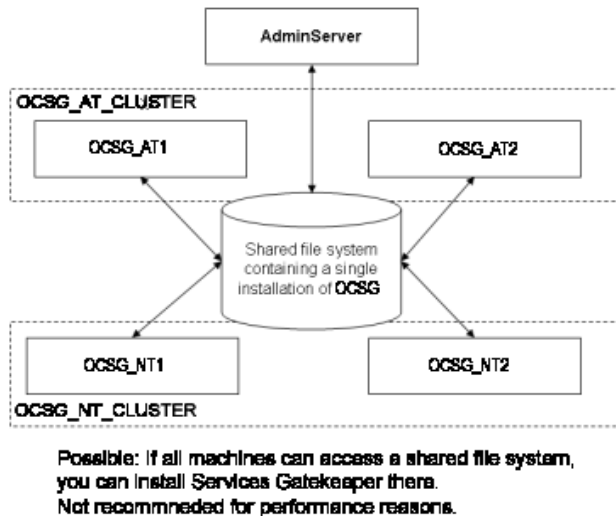 AdminServer
OCSG_AT_CLUSTER
OCSG_AT1
OCSG_AT2
Shared file system
containing a single
installation of OCSG
OCSG_NT1
OCSG_NT2
OCSG_NT_CLUSTER
Possible: If all machines can access a shared file system,
you can install Services Gatekeeper there.
Not recommneded for performance reasons.